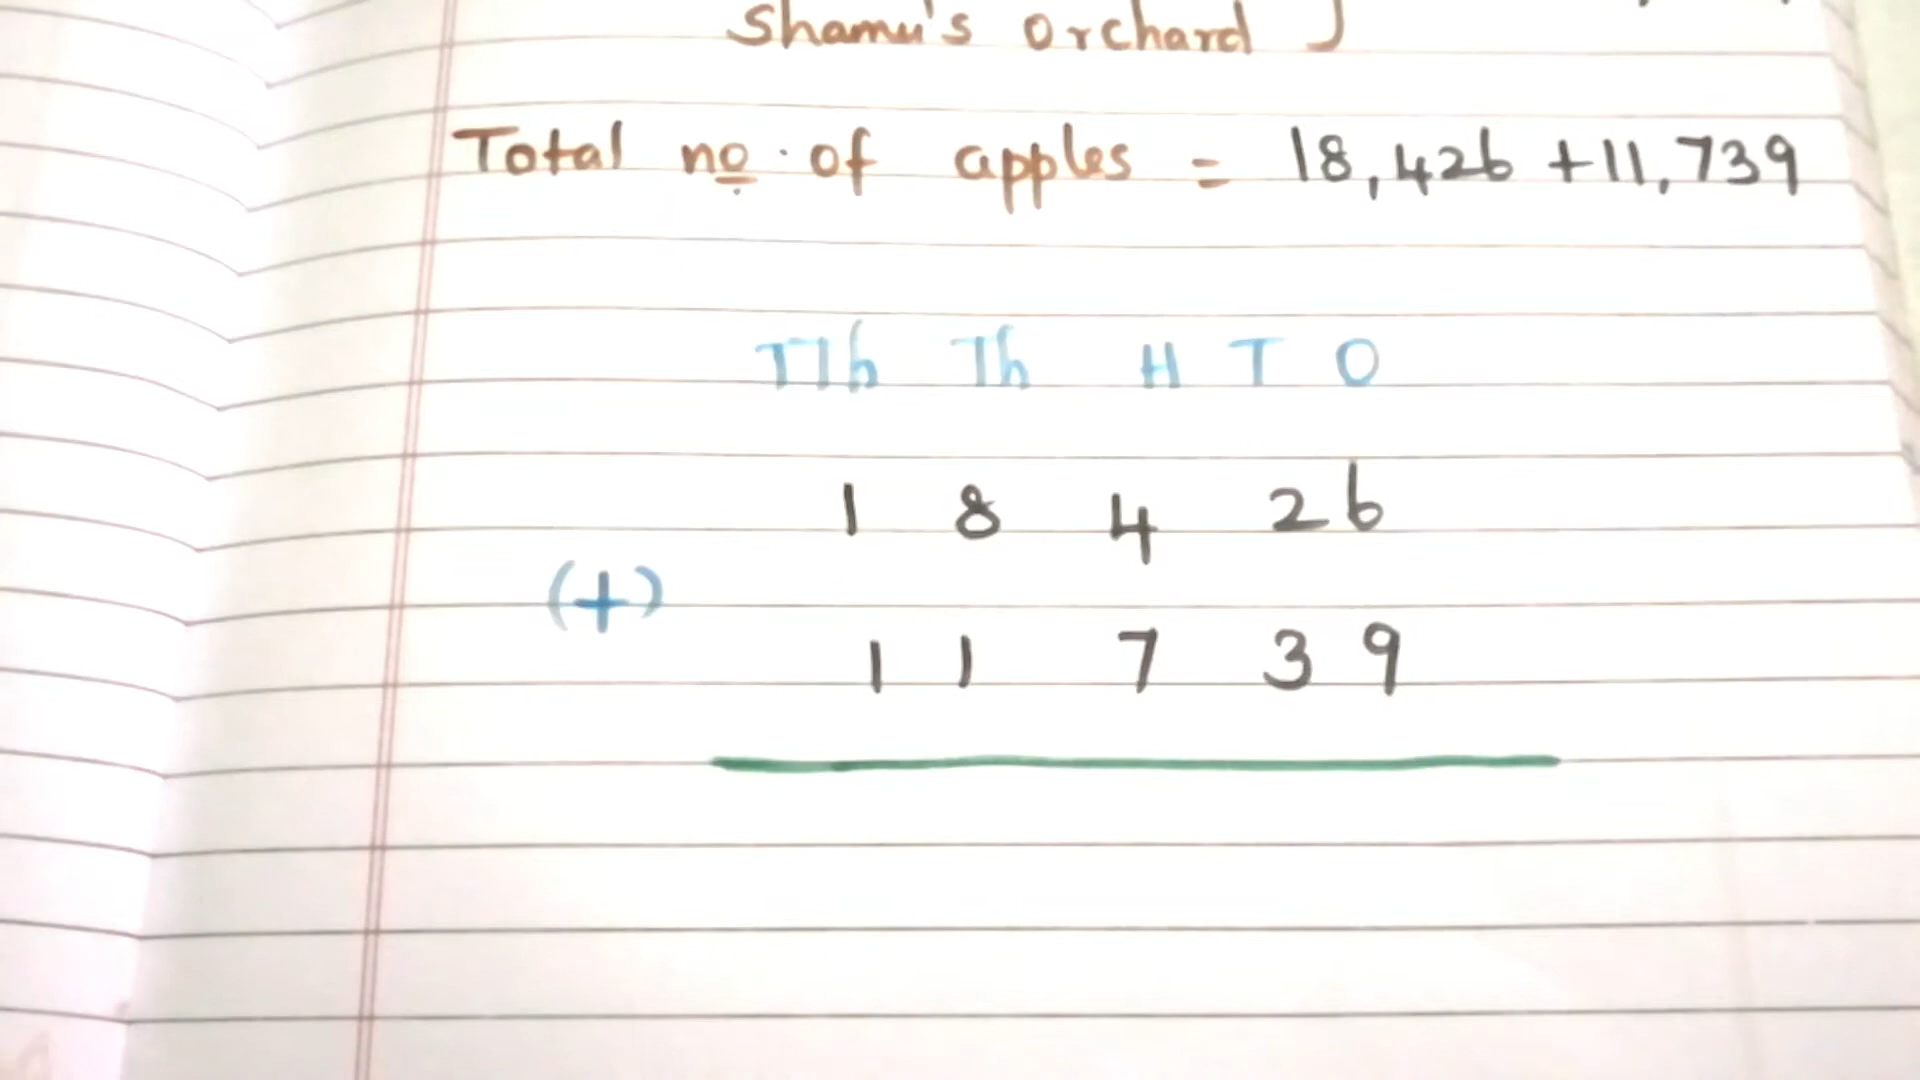 Shamu's Orchard )
Total no. of apples = 18,426 + 11,739
TTh Th H T O
1 8 4 2 6
(+)
1 1 7 3 9